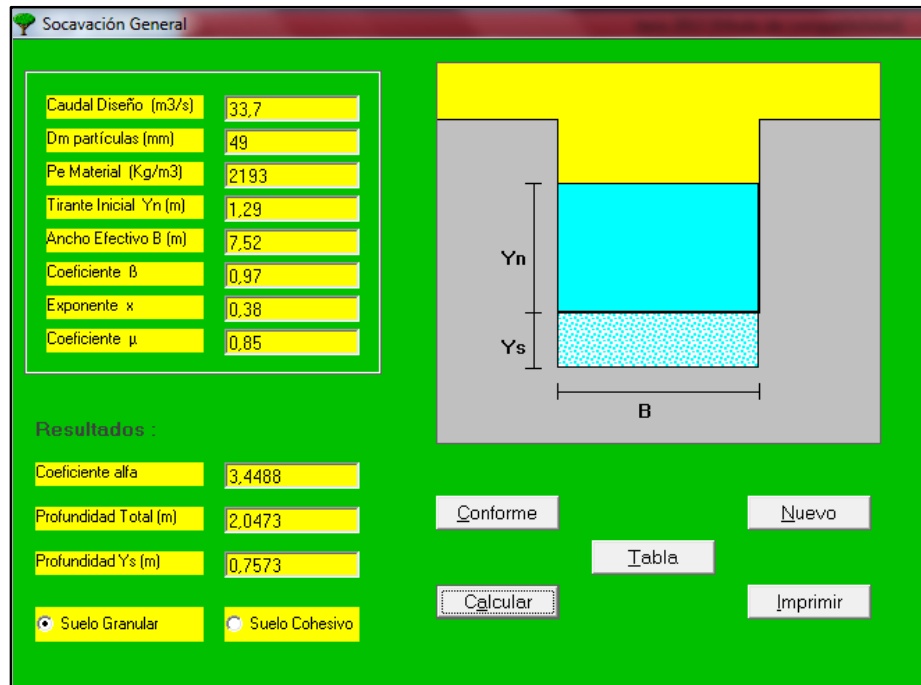 Socavación General
Caudal Diseño (m3/s) 33,7
Dm partículas (mm) 49
Pe Material (Kg/m3) 2193
Tirante Inicial Yn (m) 1,29
Ancho Efectivo B (m) 7,52
Coeficiente ß 0,97
Exponente x 0,38
Coeficiente µ 0,85
Yn
Ys
B
Resultados :
Coeficiente alfa 3,4488
Profundidad Total (m) 2,0473
Profundidad Ys (m) 0,7573
Suelo Granular Suelo Cohesivo
Conforme Nuevo
Tabla
Calcular Imprimir